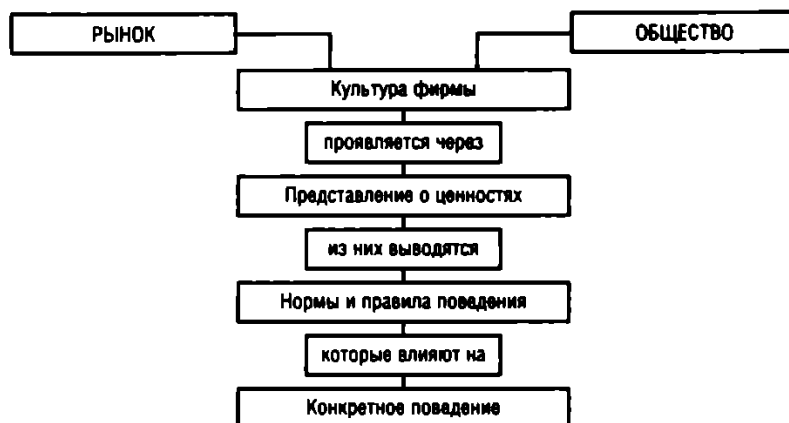 РЫНОК
ОБЩЕСТВО
Культура фирмы
проявляется через
Представление о ценностях
из них выводятся
Нормы и правила поведения
которые влияют на
Конкретное поведение